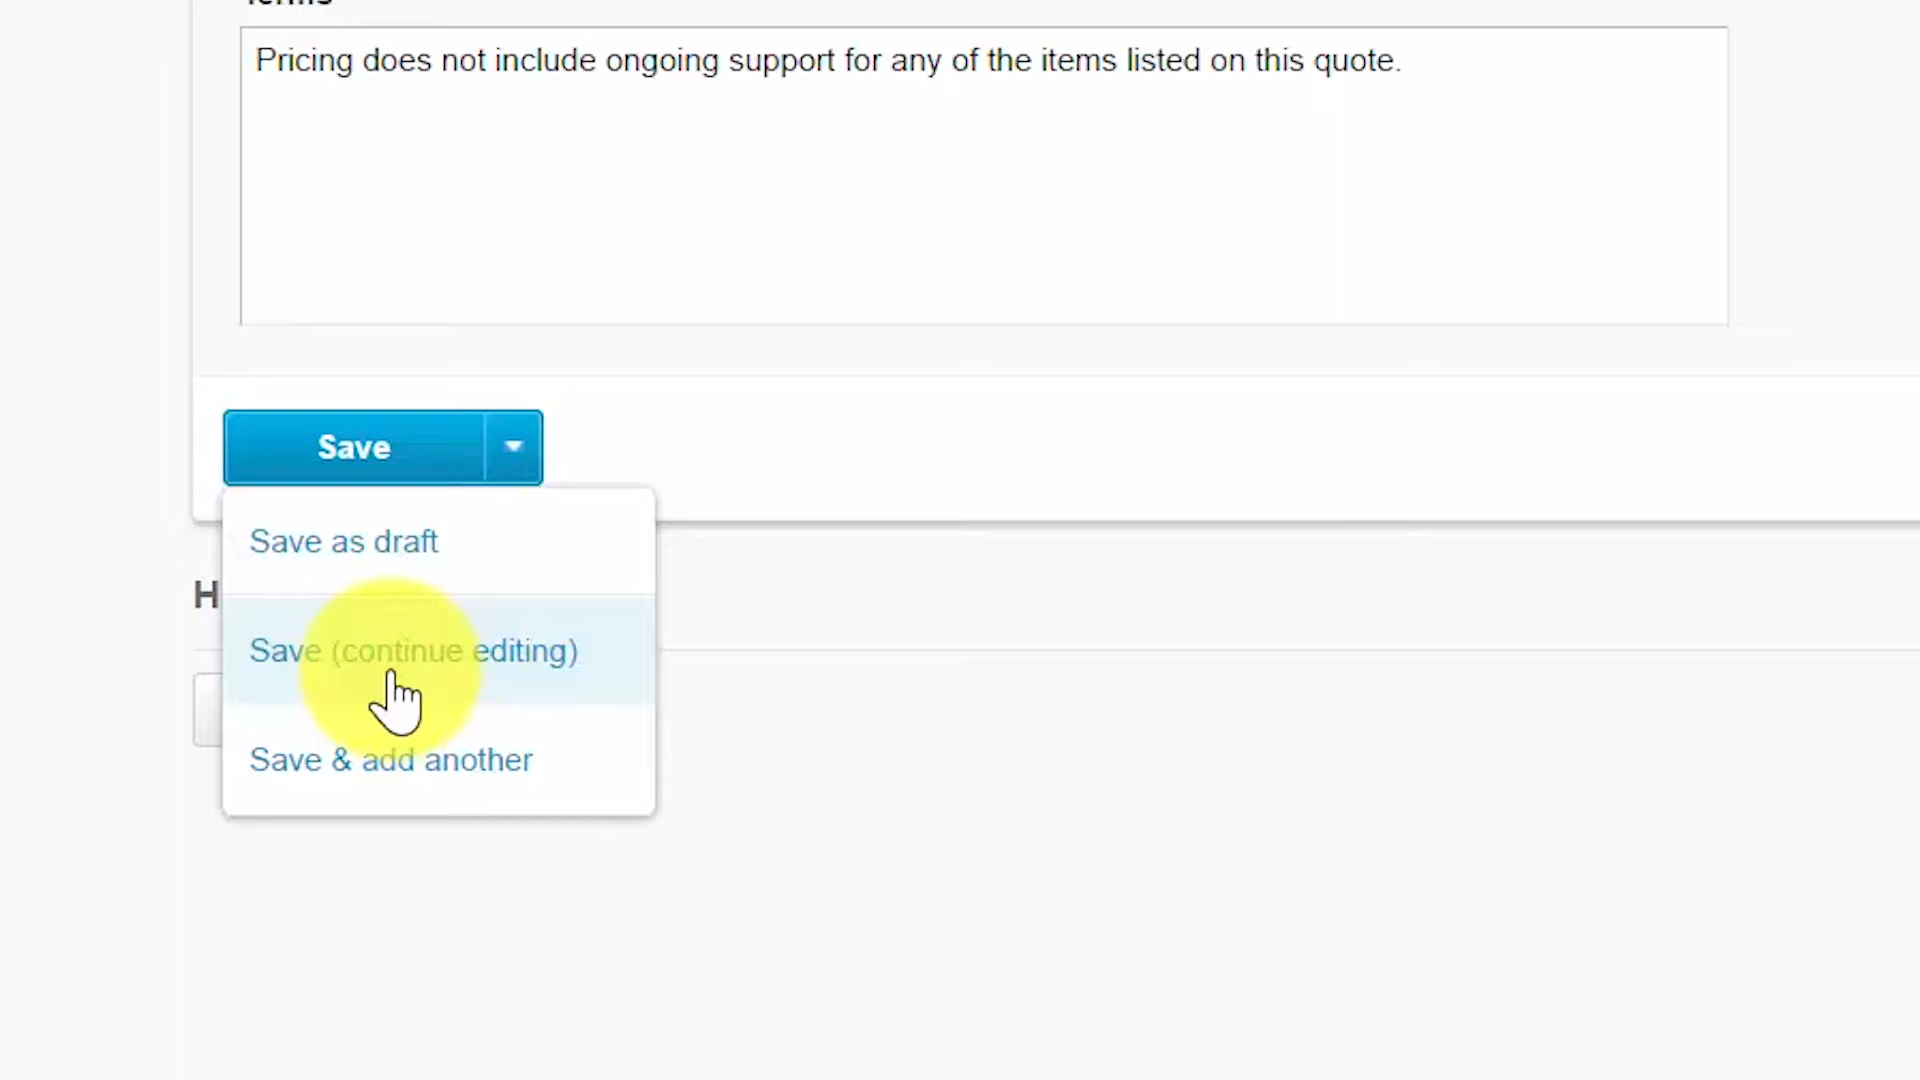 Terms
Pricing does not include ongoing support for any of the items listed on this quote.
Save
Save as draft
H
Save (continue editing)
Save & add another